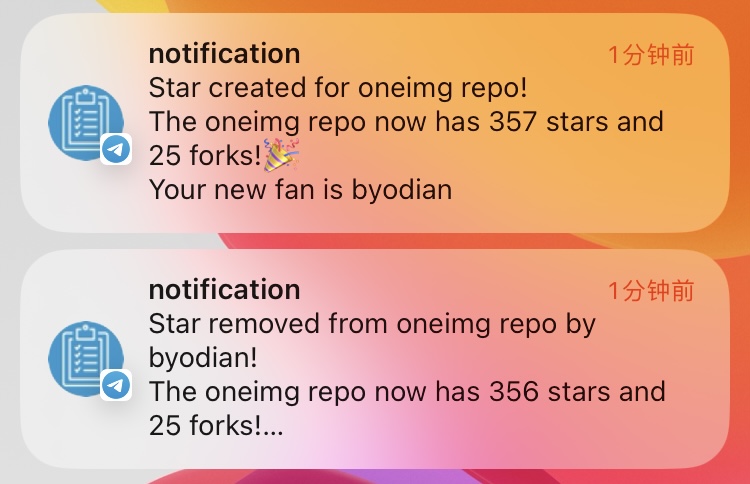 notification
1分钟前
Star created for oneimg repo!
The oneimg repo now has 357 stars and
25 forks!🎉
Your new fan is byodian
notification
1分钟前
Star removed from oneimg repo by
byodian!
The oneimg repo now has 356 stars and
25 forks!...